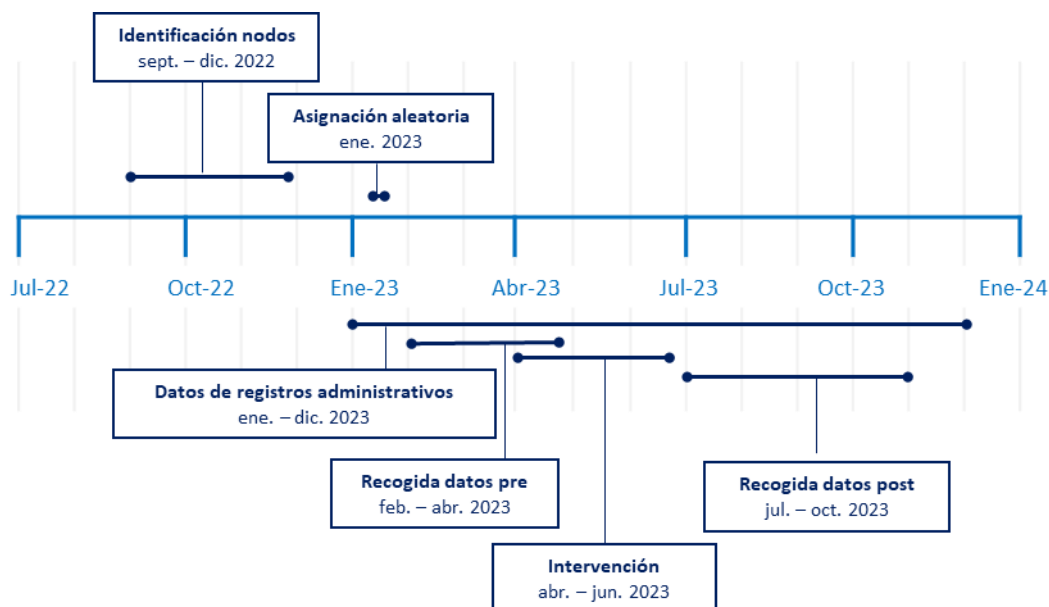 Identificación nodos
sept. – dic. 2022
Asignación aleatoria
ene. 2023
Jul-22
Oct-22
Ene-23
Abr-23
Jul-23
Oct-23
Ene-24
Datos de registros administrativos
ene. – dic. 2023
Recogida datos pre
feb. – abr. 2023
Recogida datos post
jul. – oct. 2023
Intervención
abr. – jun. 2023